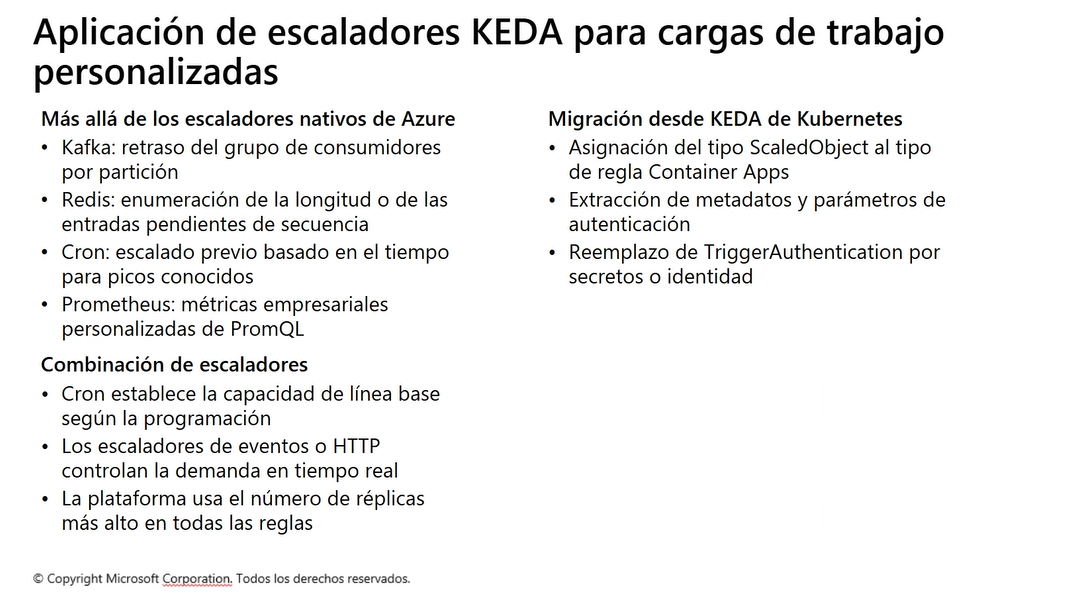 Aplicación de escaladores KEDA para cargas de trabajo
personalizadas
Más allá de los escaladores nativos de Azure
• Kafka: retraso del grupo de consumidores
por partición
• Redis: enumeración de la longitud o de las
entradas pendientes de secuencia
• Cron: escalado previo basado en el tiempo
para picos conocidos
• Prometheus: métricas empresariales
personalizadas de PromQL
Combinación de escaladores
• Cron establece la capacidad de línea base
según la programación
• Los escaladores de eventos o HTTP
controlan la demanda en tiempo real
• La plataforma usa el número de réplicas
más alto en todas las reglas
Migración desde KEDA de Kubernetes
• Asignación del tipo ScaledObject al tipo
de regla Container Apps
• Extracción de metadatos y parámetros de
autenticación
• Reemplazo de TriggerAuthentication por
secretos o identidad
© Copyright Microsoft Corporation. Todos los derechos reservados.